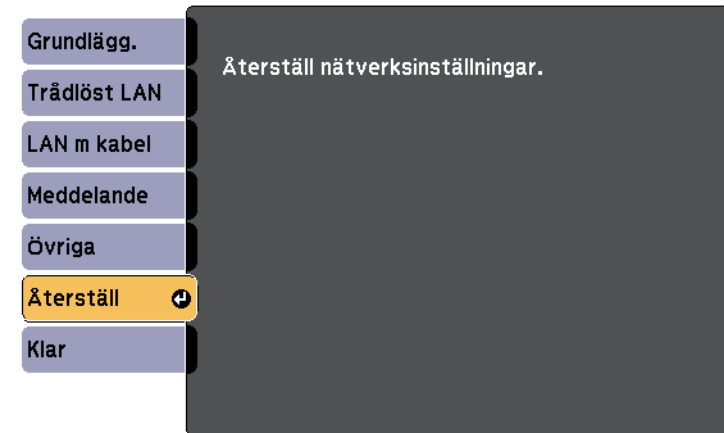 Grundlägg.
Trådlöst LAN
LAN m kabel
Meddelande
Övriga
Återställ
Klar
Återställ nätverksinställningar.